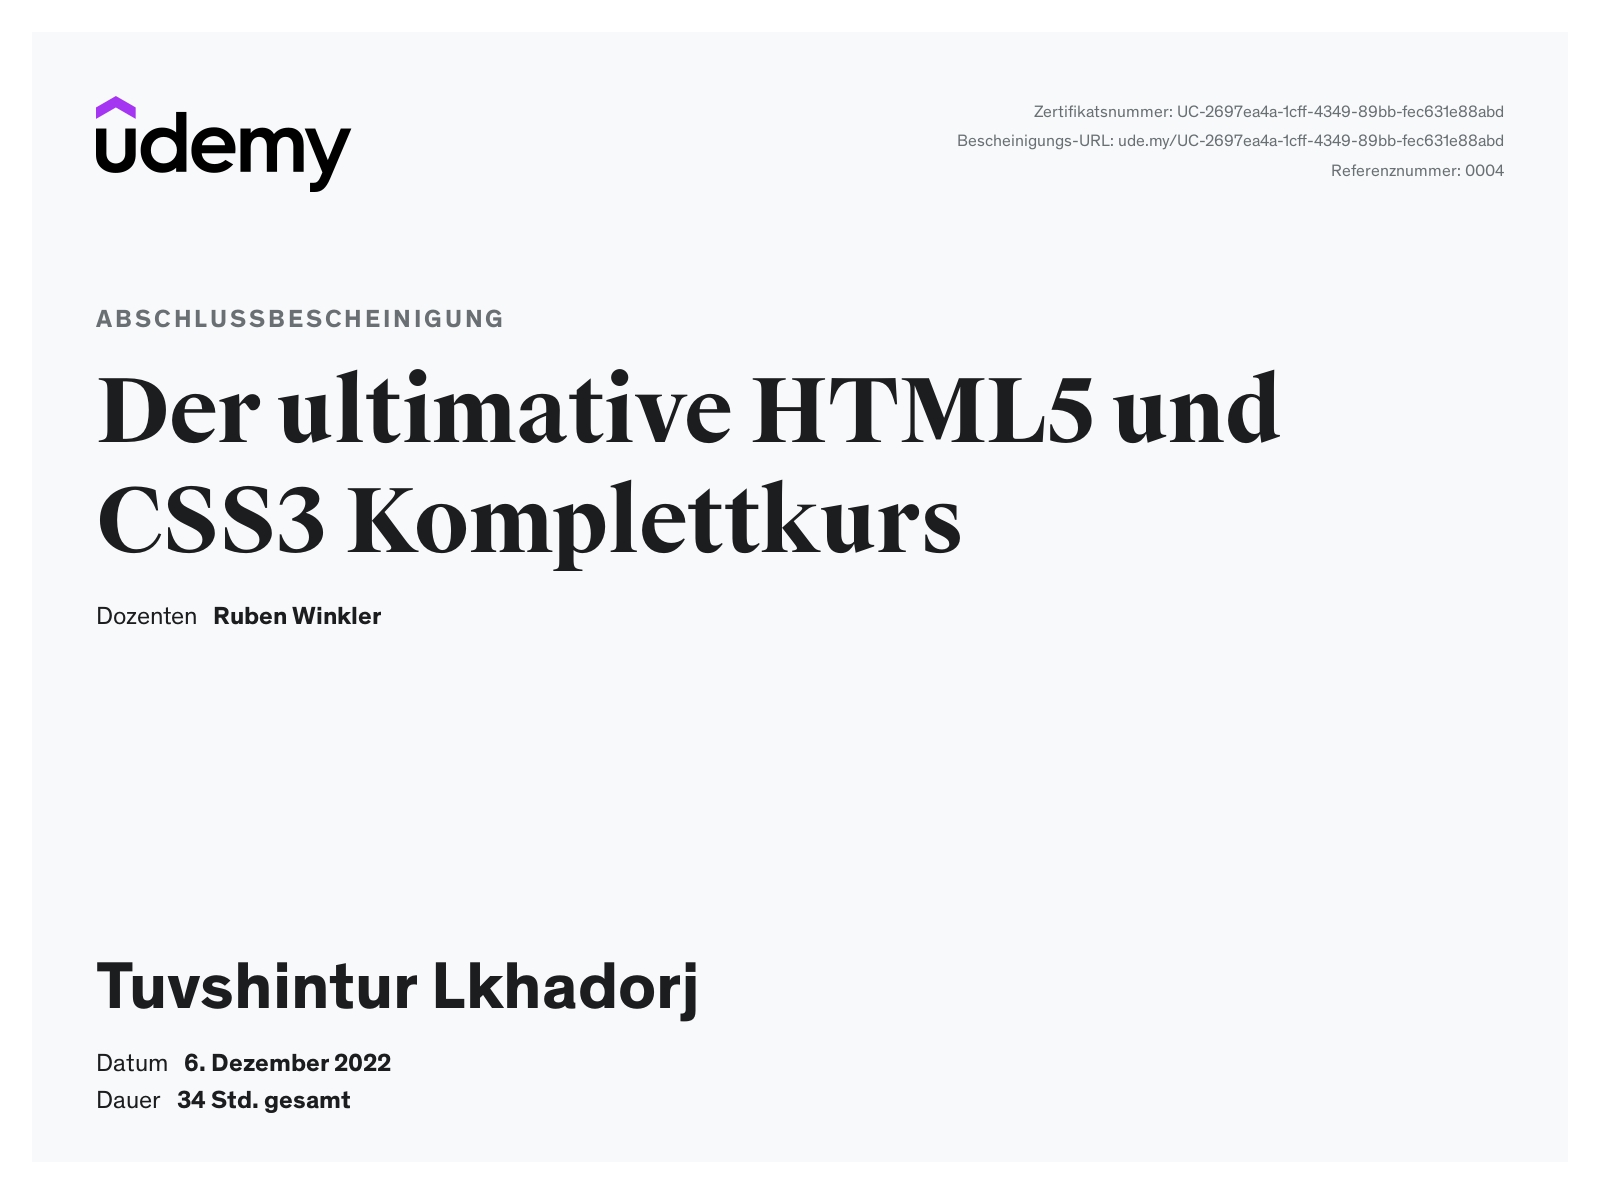 udemy
Zertifikatsnummer: UC-2697ea4a-1cff-4349-89bb-fec631e88abd
Bescheinigungs-URL: ude.my/UC-2697ea4a-1cff-4349-89bb-fec631e88abd
Referenznummer: 0004
ABSCHLUSSBESCHEINIGUNG
Der ultimative HTML5 und
CSS3 Komplettkurs
Dozenten Ruben Winkler
Tuvshintur Lkhadorj
Datum 6. Dezember 2022
Dauer 34 Std. gesamt